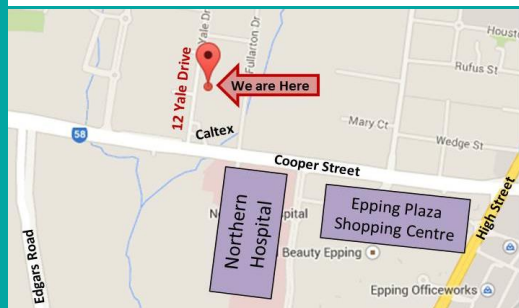 Yale Dr
Fullarton Dr
Houston
Rufus St
12 Yale Drive
We are Here
Mary Ct
Caltex
58
Wedge St
Cooper Street
Northern
Hospital
Epping Plaza
Shopping Centre
High Street
Edgars Road
Beauty Epping
Epping Officeworks